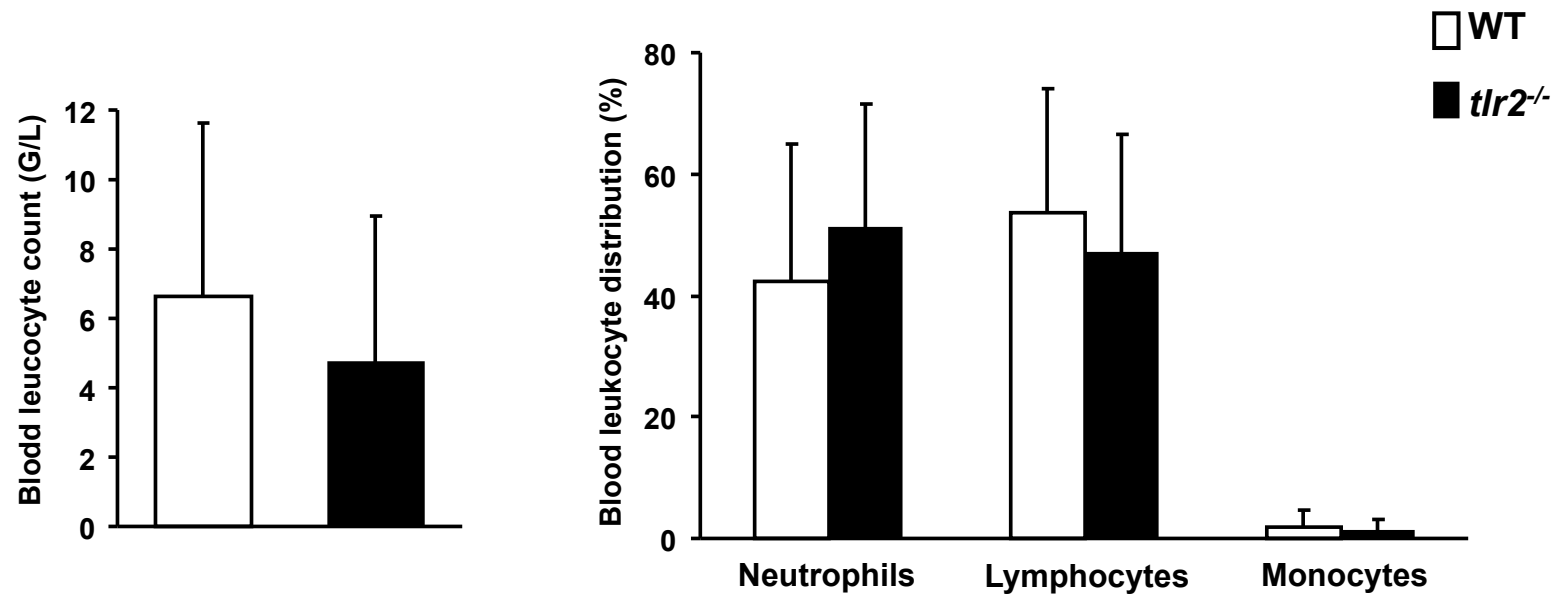 Blodd leucocyte count (G/L)
12
10
8
6
4
2
0
Blood leukocyte distribution (%)
80
60
40
20
0
Neutrophils
Lymphocytes
Monocytes
WT
tlr2-/-